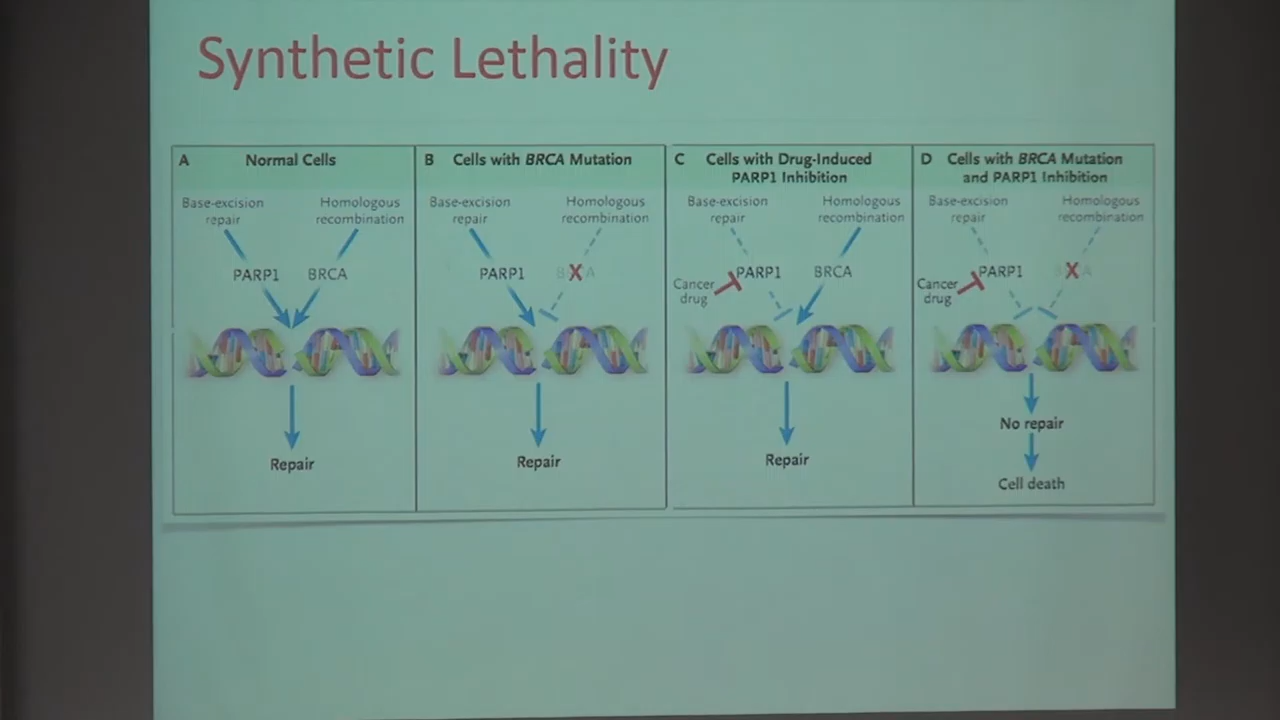 Synthetic Lethality
A Normal Cells
Base-excision
repair
Homologous
recombination
PARP1
BRCA
Repair
B Cells with BRCA Mutation
Base-excision
repair
Homologous
recombination
PARP1
X
Repair
C Cells with Drug-Induced
PARP1 Inhibition
Base-excision
repair
Homologous
recombination
Cancer
drug
PARP1
BRCA
Repair
D Cells with BRCA Mutation
and PARP1 Inhibition
Base-excision
repair
Homologous
recombination
Cancer
drug
PARP1
X
No repair
Cell death